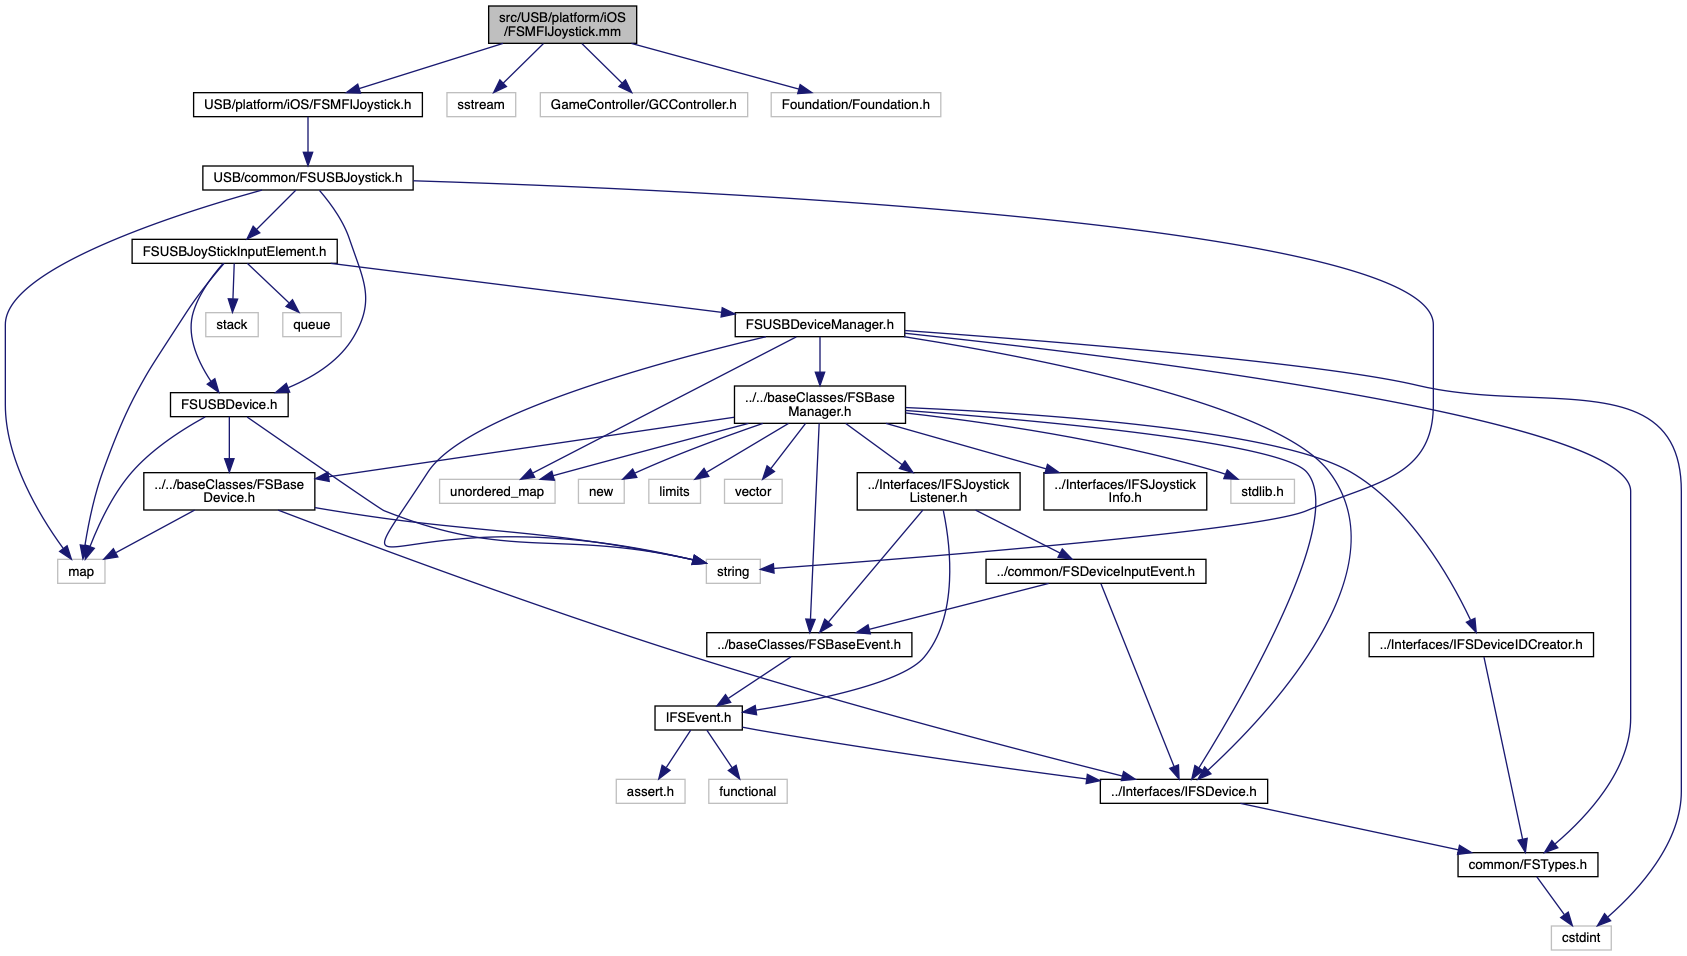 src/USB/platform/iOS
/FSMFIJoystick.mm
USB/platform/iOS/FSMFIJoystick.h
sstream
GameController/GCController.h
Foundation/Foundation.h
USB/common/FSUSBJoystick.h
FSUSBJoyStickInputElement.h
stack
queue
FSUSBDeviceManager.h
FSUSBDevice.h
../../baseClasses/FSBase
Manager.h
../../baseClasses/FSBase
Device.h
unordered_map
new
limits
vector
../Interfaces/IFSJoystick
Listener.h
../Interfaces/IFSJoystick
Info.h
stdlib.h
map
string
../common/FSDeviceInputEvent.h
../baseClasses/FSBaseEvent.h
../Interfaces/IFSDeviceIDCreator.h
IFSEvent.h
assert.h
functional
../Interfaces/IFSDevice.h
common/FSTypes.h
cstdint